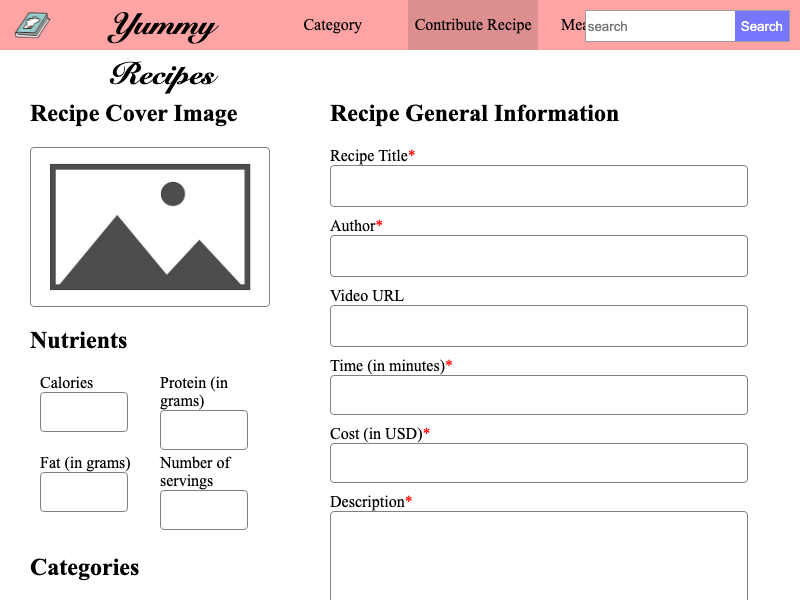 Yummy
Recipes
Category
Contribute Recipe
Mea
search
Search
Recipe Cover Image
Nutrients
Calories
Protein (in
grams)
Fat (in grams)
Number of
servings
Categories
Recipe General Information
Recipe Title*
Author*
Video URL
Time (in minutes)*
Cost (in USD)*
Description*